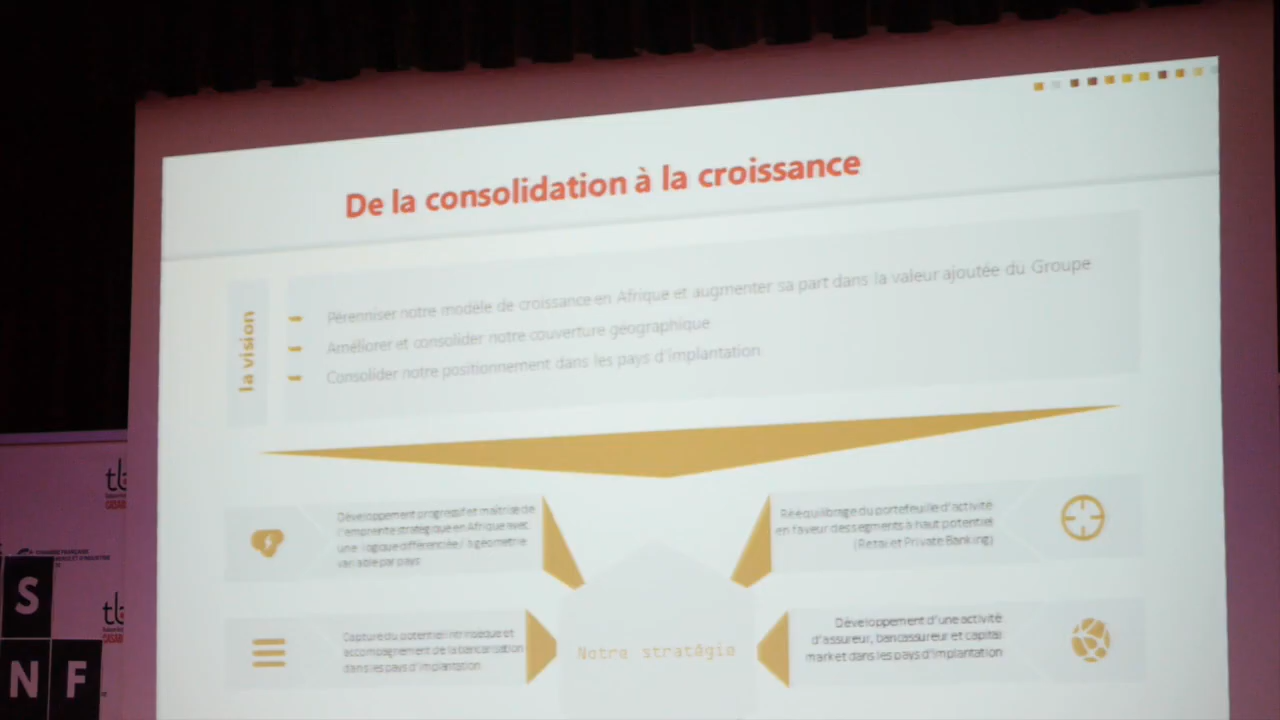 De la consolidation à la croissance
la vision
Pérenniser notre modèle de croissance en Afrique et augmenter sa part dans la valeur ajoutée du Groupe
Améliorer et consolider notre couverture géographique
Consolider notre positionnement dans les pays d'implantation
Développement progressif et maîtrisé de
l'empreinte stratégique en Afrique avec
une logique différenciée / à géométrie
variable par pays
Rééquilibrage du portefeuille d'activité
en faveur des segments à haut potentiel
(Retail et Private Banking)
Capture du potentiel intrinsèque et
accompagnement de la bancarisation
dans les pays d'implantation
Notre stratégie
Développement d'une activité
d'assureur, bancassureur et capital
market dans les pays d'implantation
S
N F